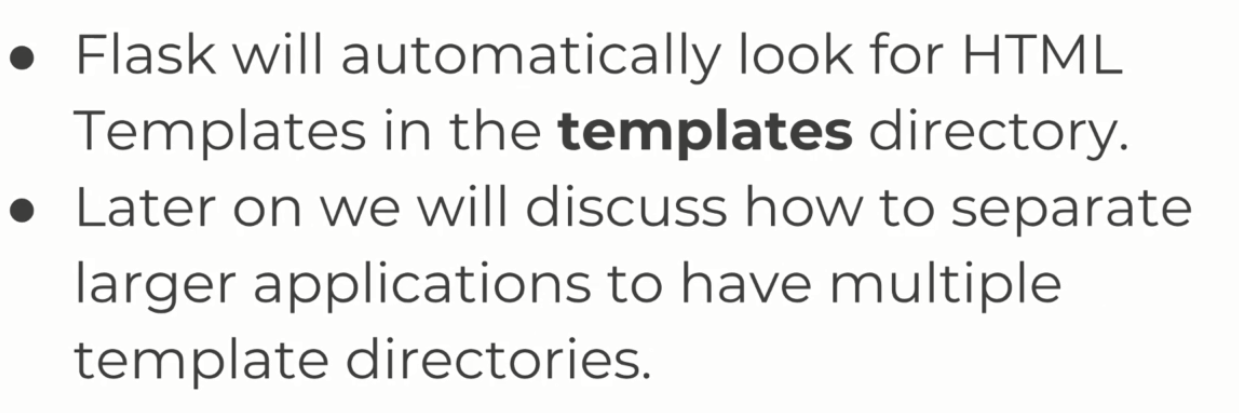 ● Flask will automatically look for HTML
Templates in the templates directory.
● Later on we will discuss how to separate
larger applications to have multiple
template directories.